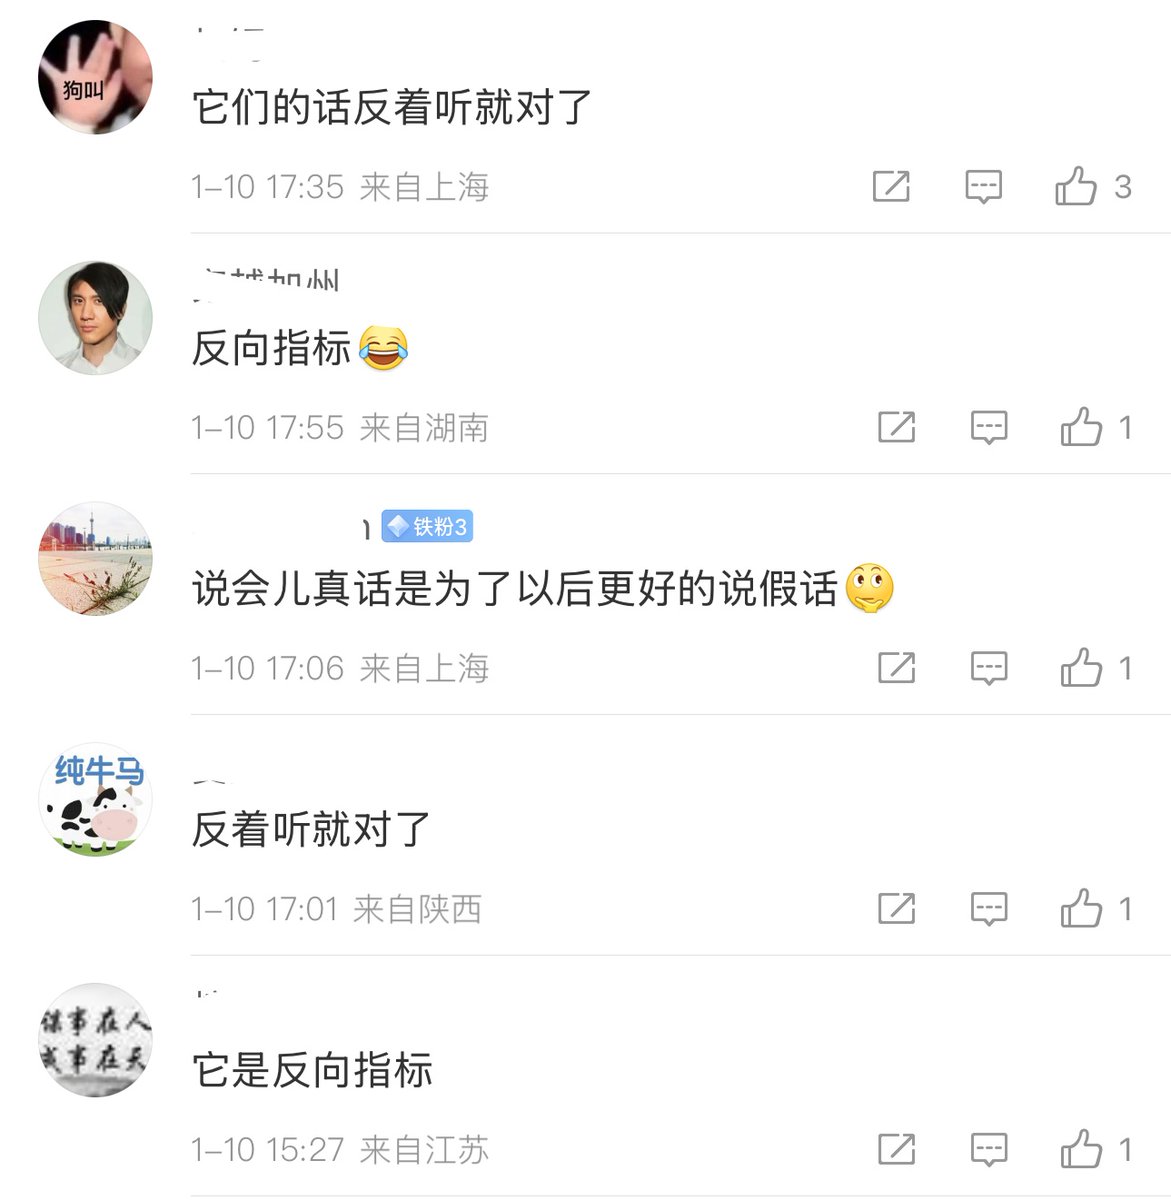 狗叫
它们的话反着听就对了
1-10 17:35 来自上海
3
加州
反向指标😂
1-10 17:55 来自湖南
1
铁粉3
说会儿真话是为了以后更好的说假话🤔
1-10 17:06 来自上海
1
纯牛马
反着听就对了
1-10 17:01 来自陕西
1
谋事在人
成事在天
它是反向指标
1-10 15:27 来自江苏
1